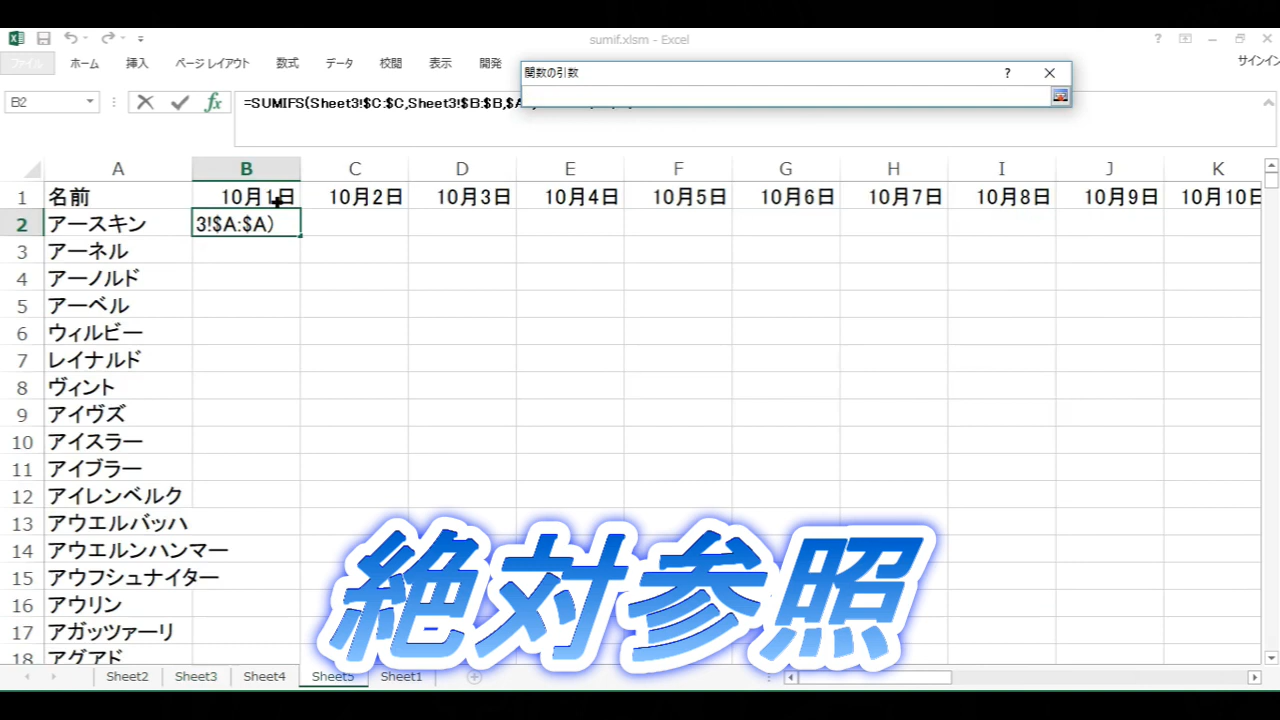 sumif.xlsm - Excel
ファイル ホーム 挿入 ページ レイアウト 数式 データ 校閲 表示 開発 サインイン
関数の引数
B2 =SUMIFS(Sheet3!$C:$C,Sheet3!$B:$B,$A
A B C D E F G H I J K
1 名前 10月1日 10月2日 10月3日 10月4日 10月5日 10月6日 10月7日 10月8日 10月9日 10月10日
2 アースキン 3!$A:$A)
3 アーネル
4 アーノルド
5 アーベル
6 ウィルビー
7 レイナルド
8 ヴィント
9 アイヴズ
10 アイスラー
11 アイブラー
12 アイレンベルク
13 アウエルバッハ
14 アウエルンハンマー
15 アウフシュナイター
16 アウリン
17 アガッツァーリ
18 アグアド
絶対参照
Sheet2 Sheet3 Sheet4 Sheet5 Sheet1